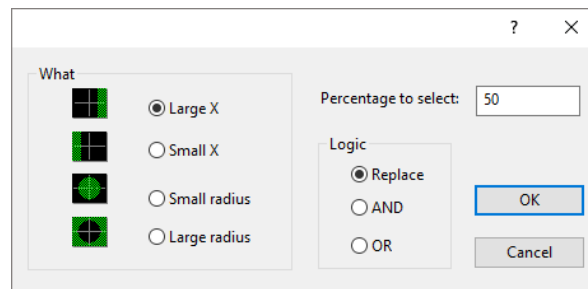 ?
What
Large X
Small X
Small radius
Large radius
Percentage to select:
50
Logic
Replace
AND
OR
OK
Cancel